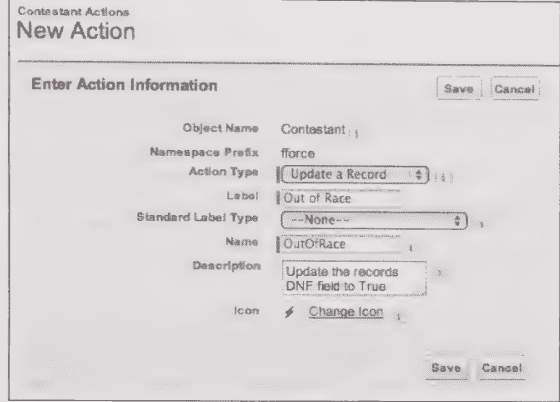 Contestant Actions
New Action
Enter Action Information
Save Cancel
Object Name Contestant i
Namespace Prefix fforce
Action Type Update a Record i
Label Out of Race
Standard Label Type --None-- i
Name OutOfRace i
Description Update the records i
DNF field to True
Icon Change Icon i
Save Cancel